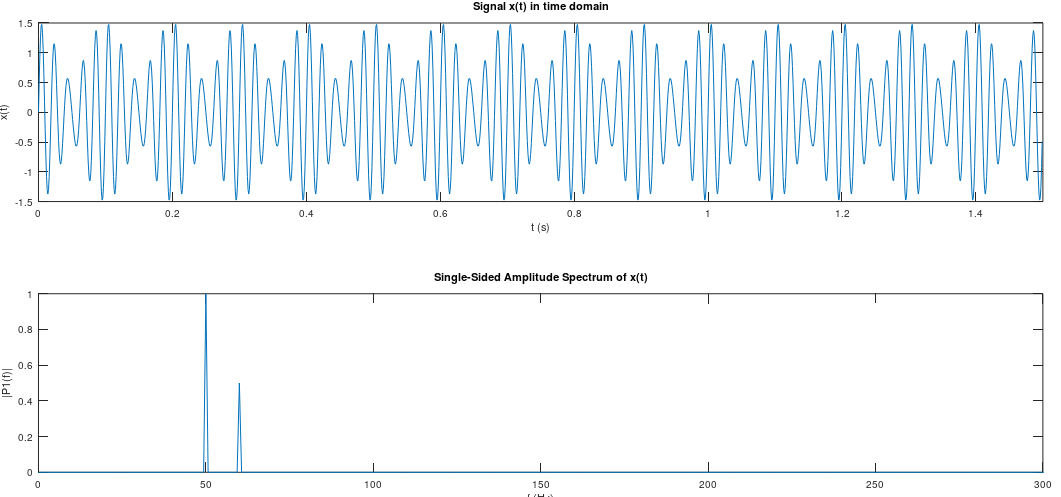 Signal x(t) in time domain
1.5
1
0.5
0
-0.5
-1
-1.5
x(t)
0 0.2 0.4 0.6 0.8 1 1.2 1.4
t (s)
Single-Sided Amplitude Spectrum of x(t)
1
0.8
0.6
0.4
0.2
0
|P1(f)|
0 50 100 150 200 250 300